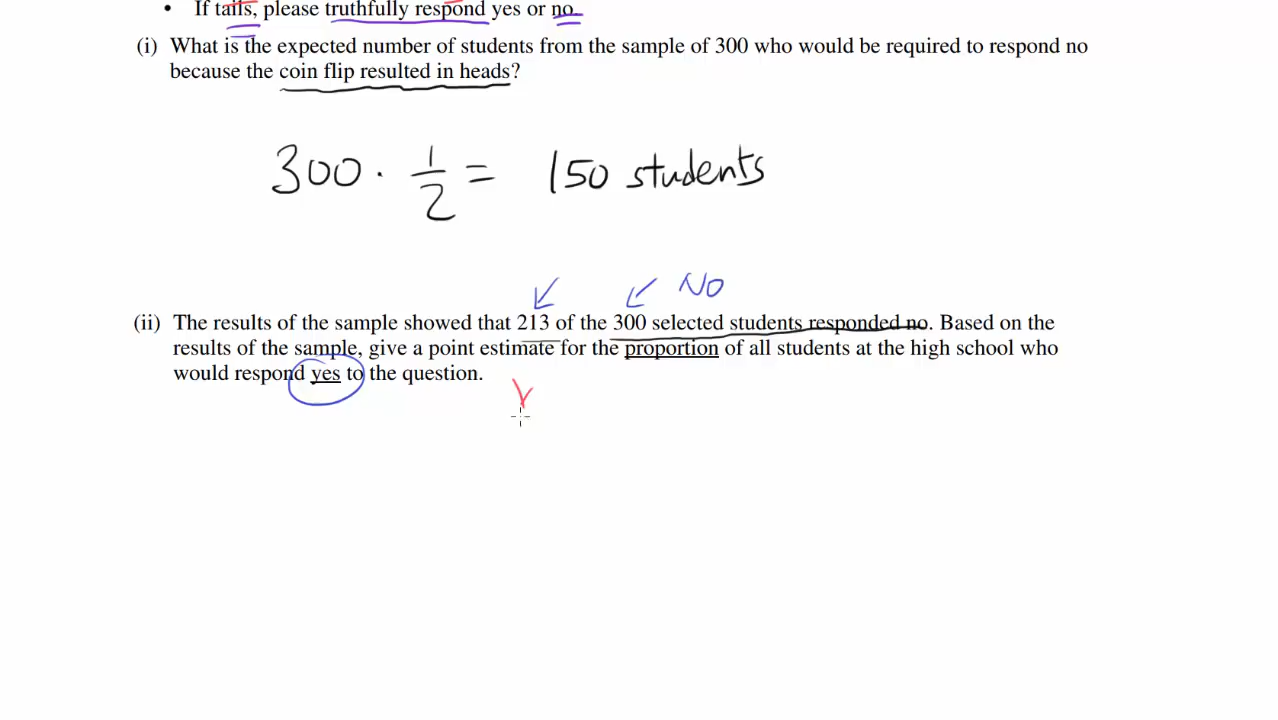 • If tails, please truthfully respond yes or no.
(i) What is the expected number of students from the sample of 300 who would be required to respond no
because the coin flip resulted in heads?
300 · 1/2 = 150 students
NO
(ii) The results of the sample showed that 213 of the 300 selected students responded no. Based on the
results of the sample, give a point estimate for the proportion of all students at the high school who
would respond yes to the question.
Y